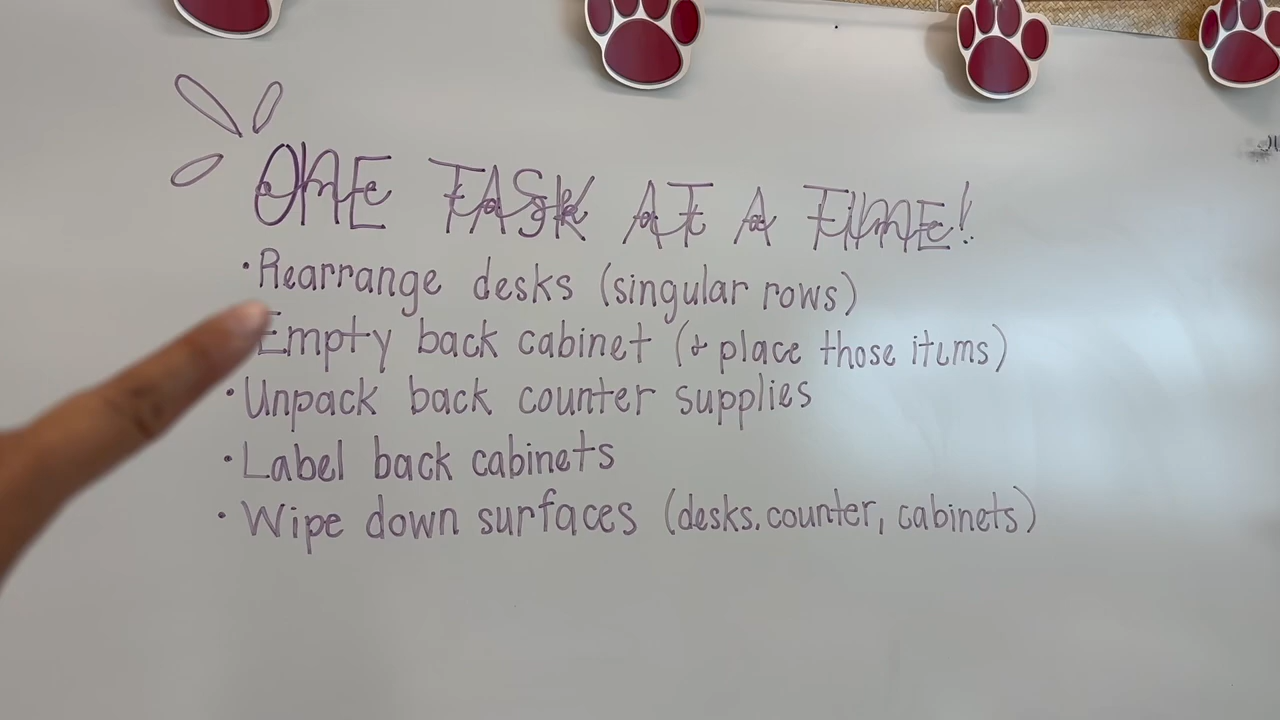 ONE TASK AT A TIME!
• Rearrange desks (singular rows)
Empty back cabinet (& place those items)
• Unpack back counter supplies
• Label back cabinets
• Wipe down surfaces (desks, counter, cabinets)